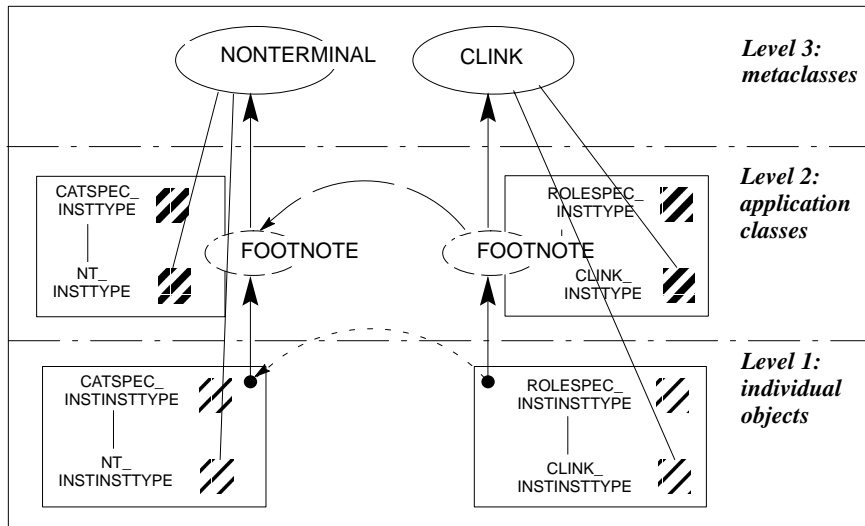 NONTERMINAL
CLINK
Level 3:
metaclasses
CATSPEC_
INSTTYPE
NT_
INSTTYPE
FOOTNOTE
FOOTNOTE
ROLESPEC_
INSTTYPE
CLINK_
INSTTYPE
Level 2:
application
classes
CATSPEC_
INSTINSTTYPE
NT_
INSTINSTTYPE
ROLESPEC_
INSTINSTTYPE
CLINK_
INSTINSTTYPE
Level 1:
individual
objects